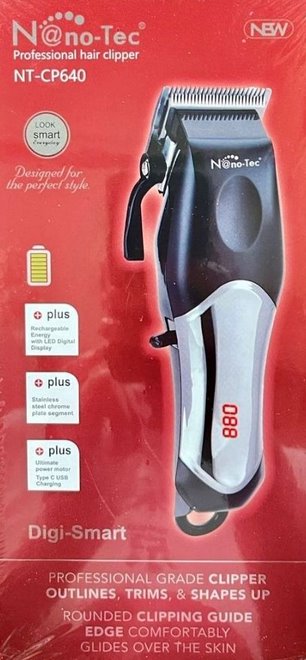 N@no-Tec®
NEW
Professional hair clipper
NT-CP640
LOOK
smart
Everyday
Designed for
the perfect style.
N@no-Tec®
plus
Rechargeable
Energy
with LED Digital
Display
plus
Stainless
steel chrome
plate segment
plus
Ultimate
power motor
Type C USB
Charging
880
Digi-Smart
PROFESSIONAL GRADE CLIPPER
OUTLINES, TRIMS, & SHAPES UP
ROUNDED CLIPPING GUIDE
EDGE COMFORTABLY
GLIDES OVER THE SKIN